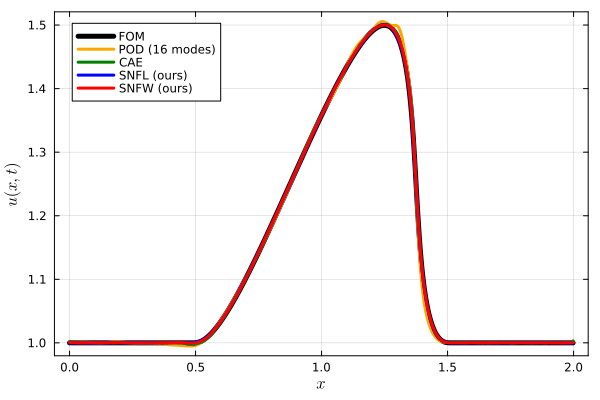 FOM
POD (16 modes)
CAE
SNFL (ours)
SNFW (ours)
1.5
1.4
1.3
1.2
1.1
1.0
u(x, t)
0.0 0.5 1.0 1.5 2.0
x